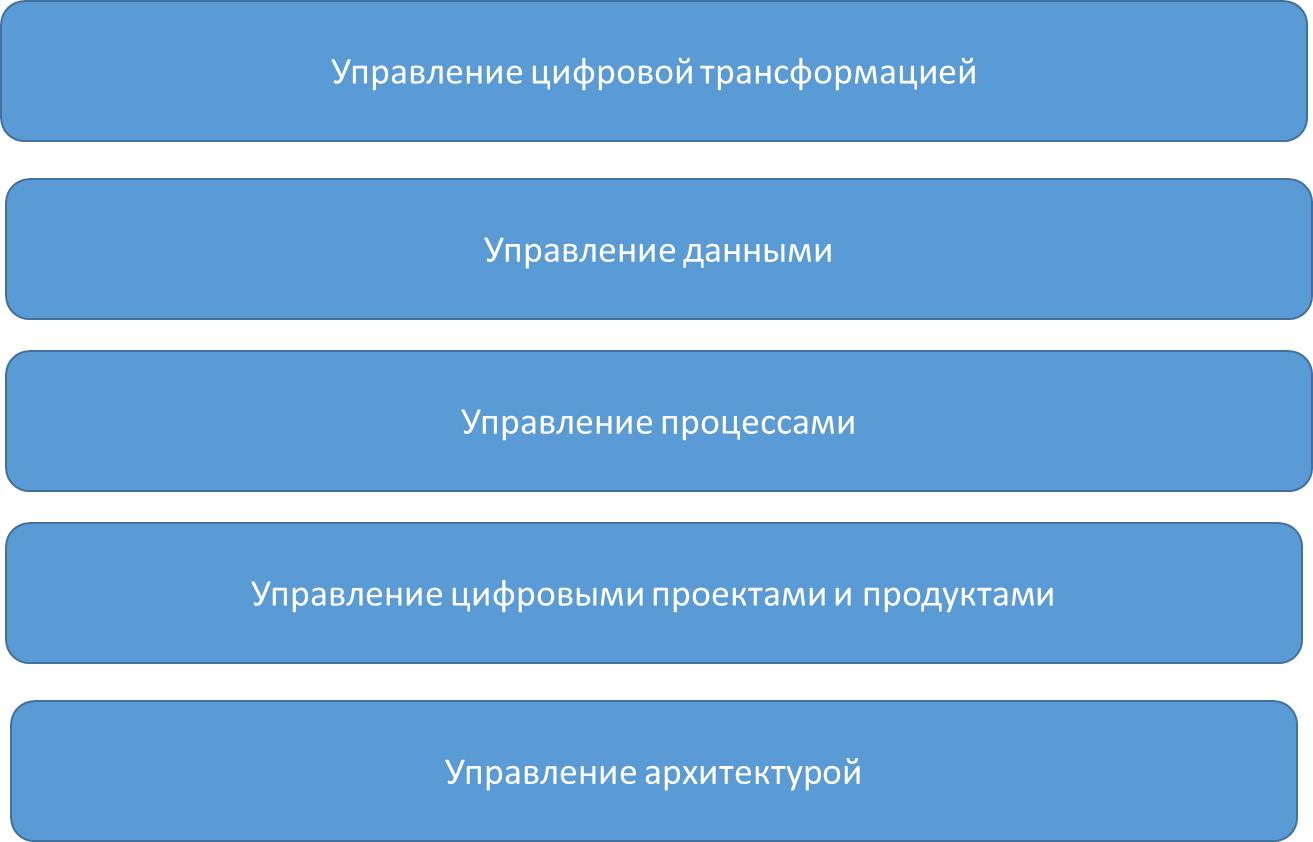 Управление цифровой трансформацией
Управление данными
Управление процессами
Управление цифровыми проектами и продуктами
Управление архитектурой